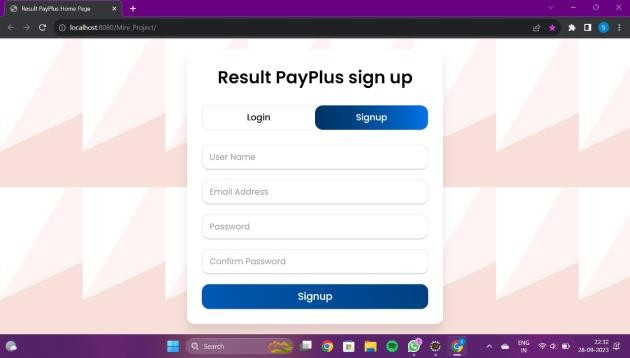 Result PayPlus Home Page
localhost:8080/Mini_Project/
S
Result PayPlus sign up
Login
Signup
User Name
Email Address
Password
Confirm Password
Signup
Search
ENG
IN
22:32
28-09-2023